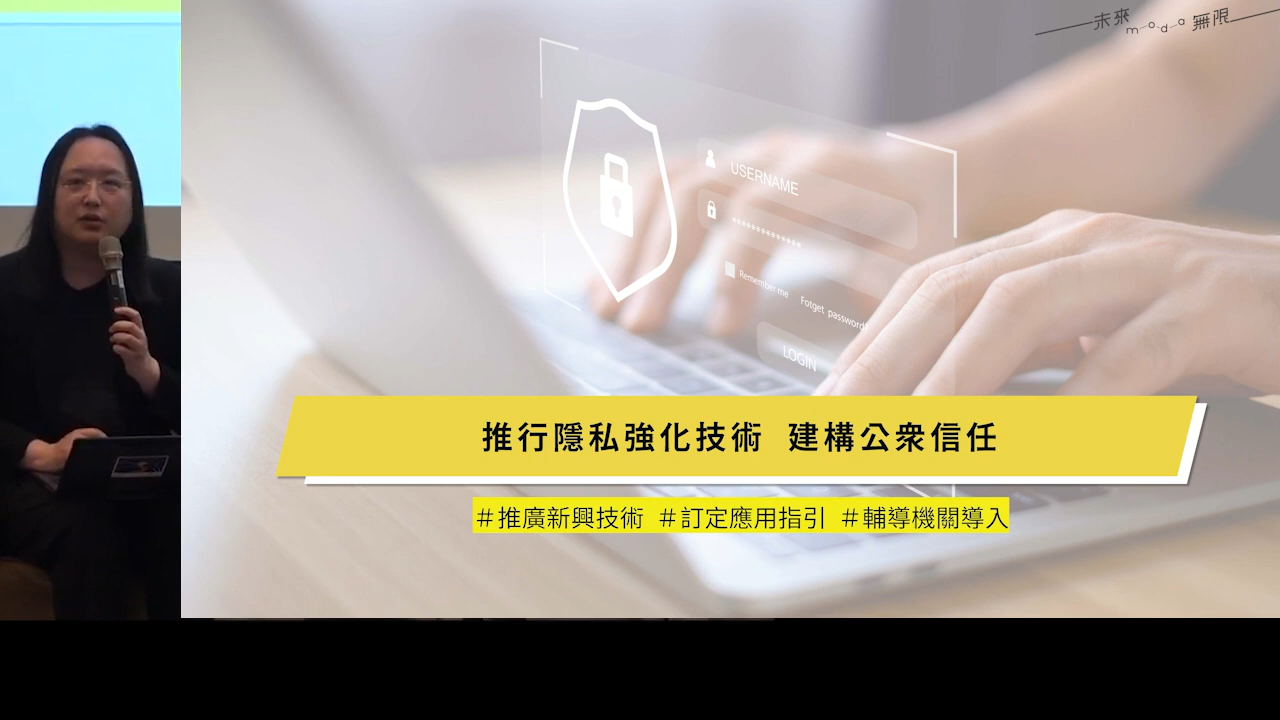 未來 moda 無限
USERNAME
**************
Remember me Fotget password?
LOGIN
推行隱私強化技術 建構公衆信任
#推廣新興技術 #訂定應用指引 #輔導機關導入